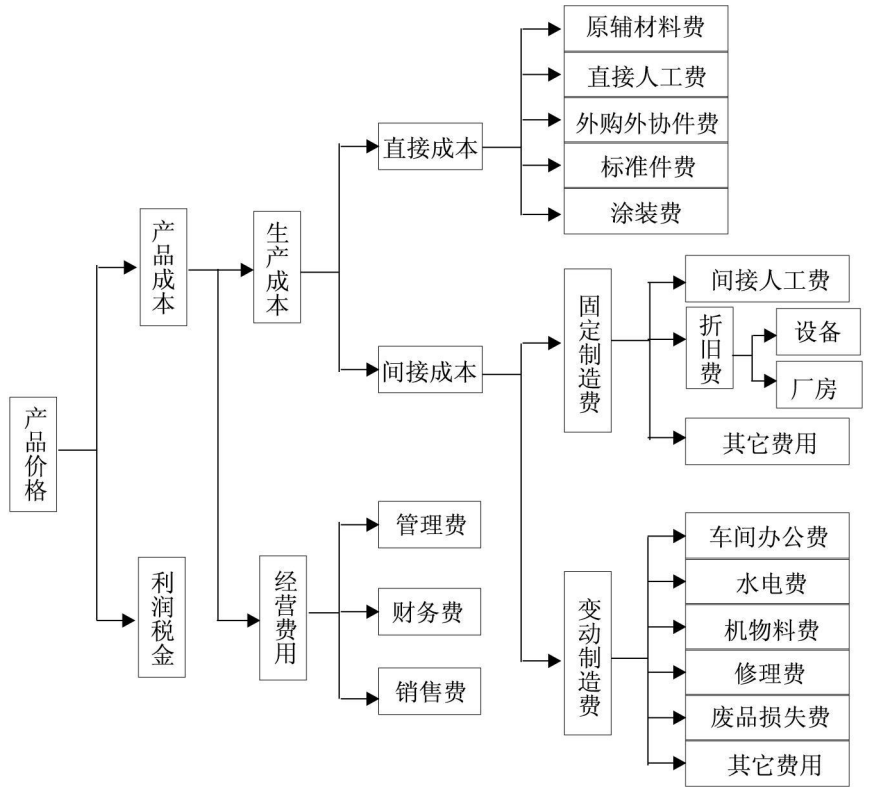 产品价格
产品成本
利润税金
生产成本
经营费用
直接成本
间接成本
管理费
财务费
销售费
原辅材料费
直接人工费
外购外协件费
标准件费
涂装费
固定制造费
变动制造费
间接人工费
折旧费
设备
厂房
其它费用
车间办公费
水电费
机物料费
修理费
废品损失费
其它费用